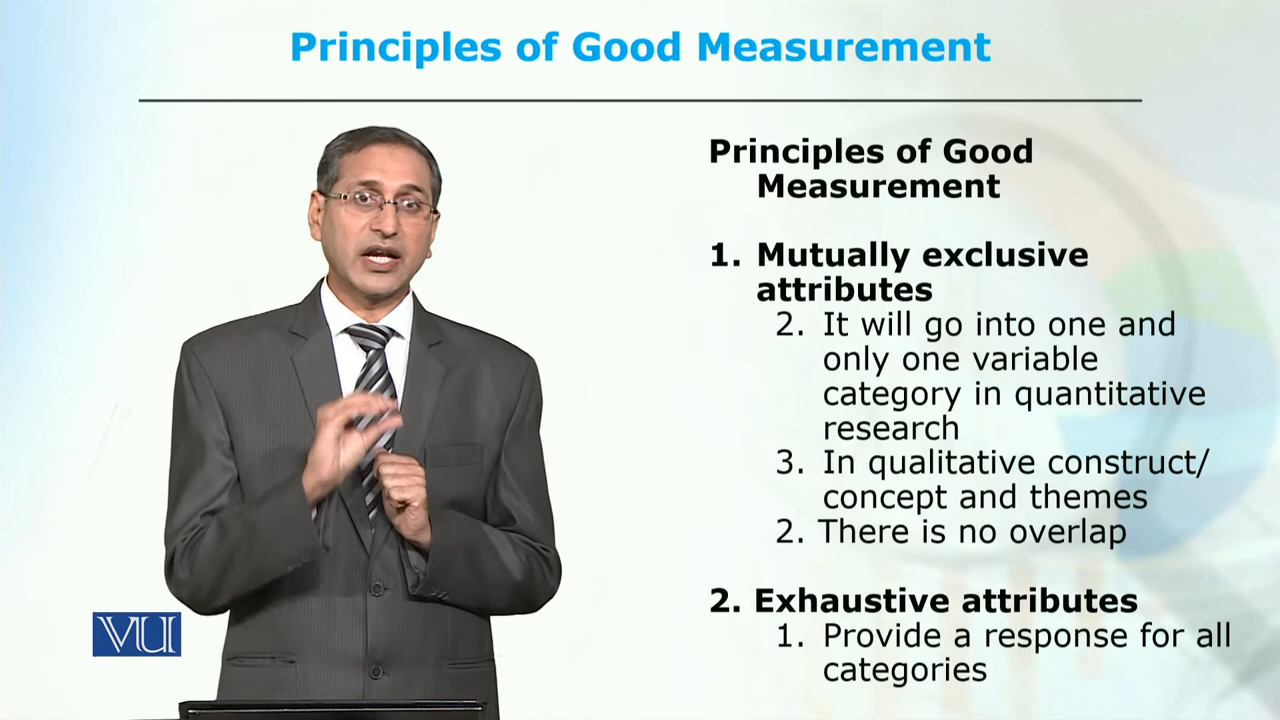 Principles of Good Measurement
Principles of Good
Measurement
1. Mutually exclusive
attributes
2. It will go into one and
only one variable
category in quantitative
research
3. In qualitative construct/
concept and themes
2. There is no overlap
2. Exhaustive attributes
1. Provide a response for all
categories
VU